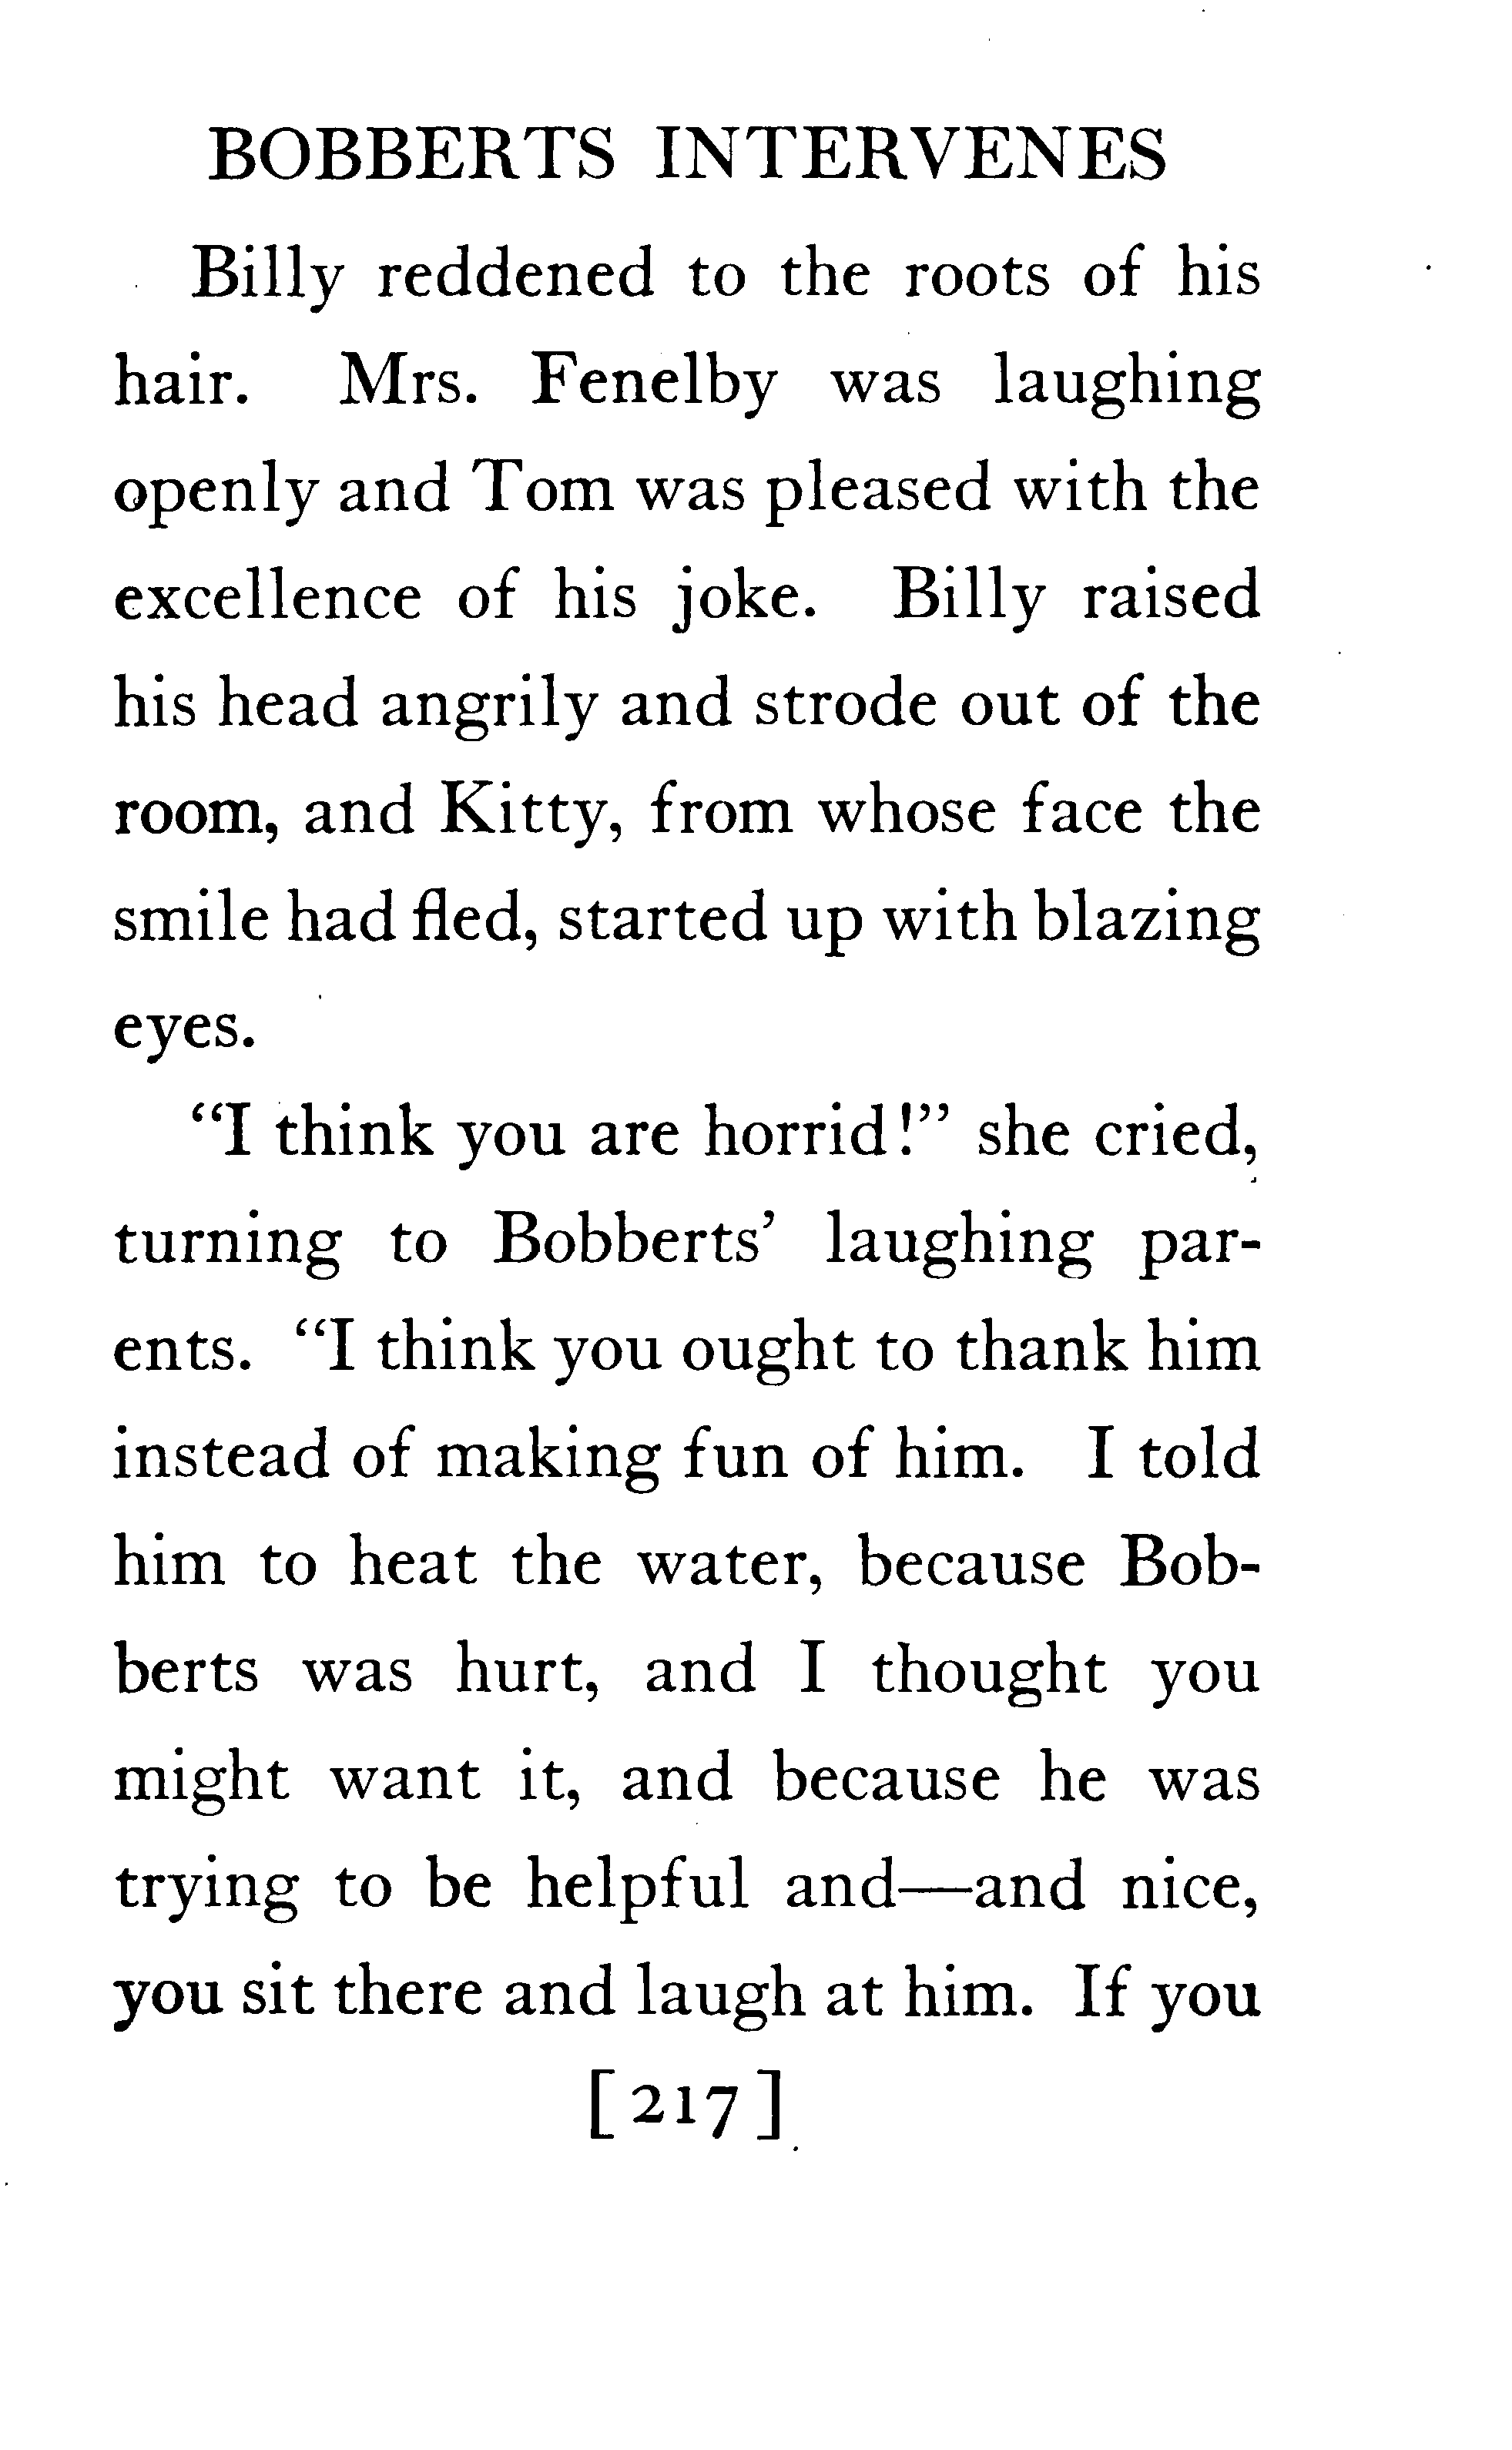 BOBBERTS INTERVENES
Billy reddened to the roots of his
hair. Mrs. Fenelby was laughing
openly and Tom was pleased with the
excellence of his joke. Billy raised
his head angrily and strode out of the
room, and Kitty, from whose face the
smile had fled, started up with blazing
eyes.
“I think you are horrid!” she cried,
turning to Bobberts’ laughing par-
ents. “I think you ought to thank him
instead of making fun of him. I told
him to heat the water, because Bob-
berts was hurt, and I thought you
might want it, and because he was
trying to be helpful and—and nice,
you sit there and laugh at him. If you
[217]